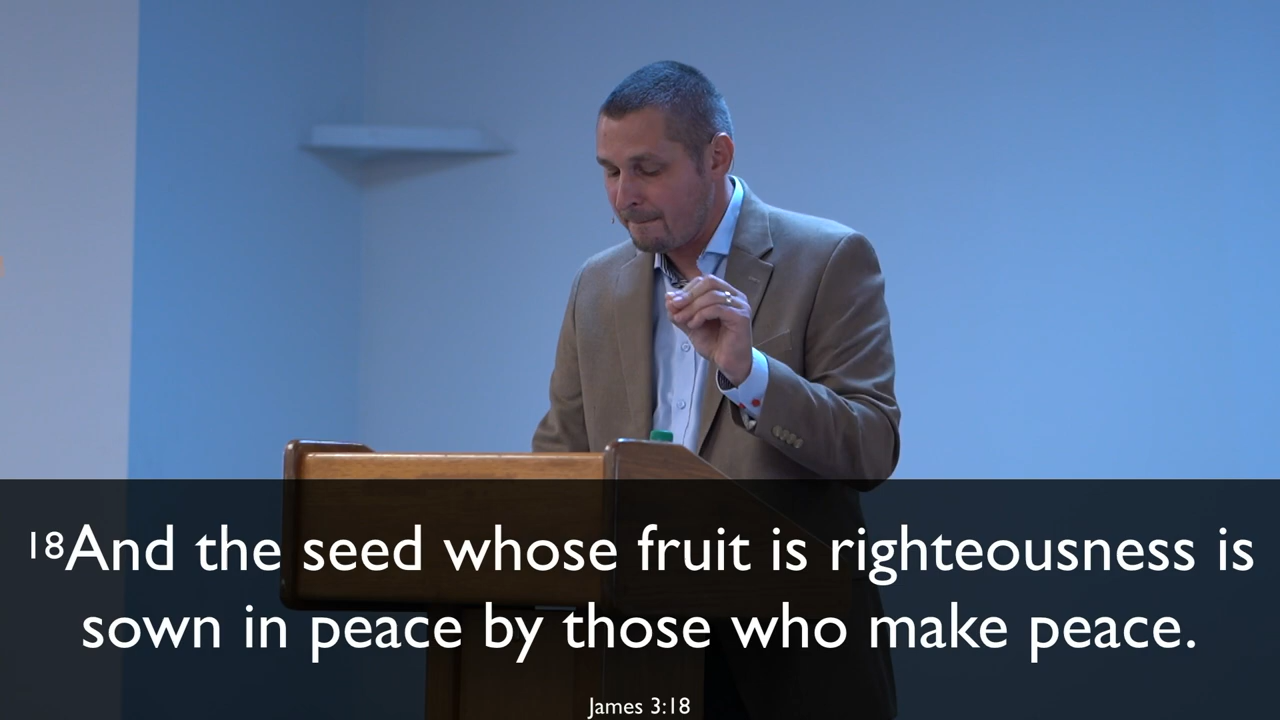 18And the seed whose fruit is righteousness is
sown in peace by those who make peace.
James 3:18